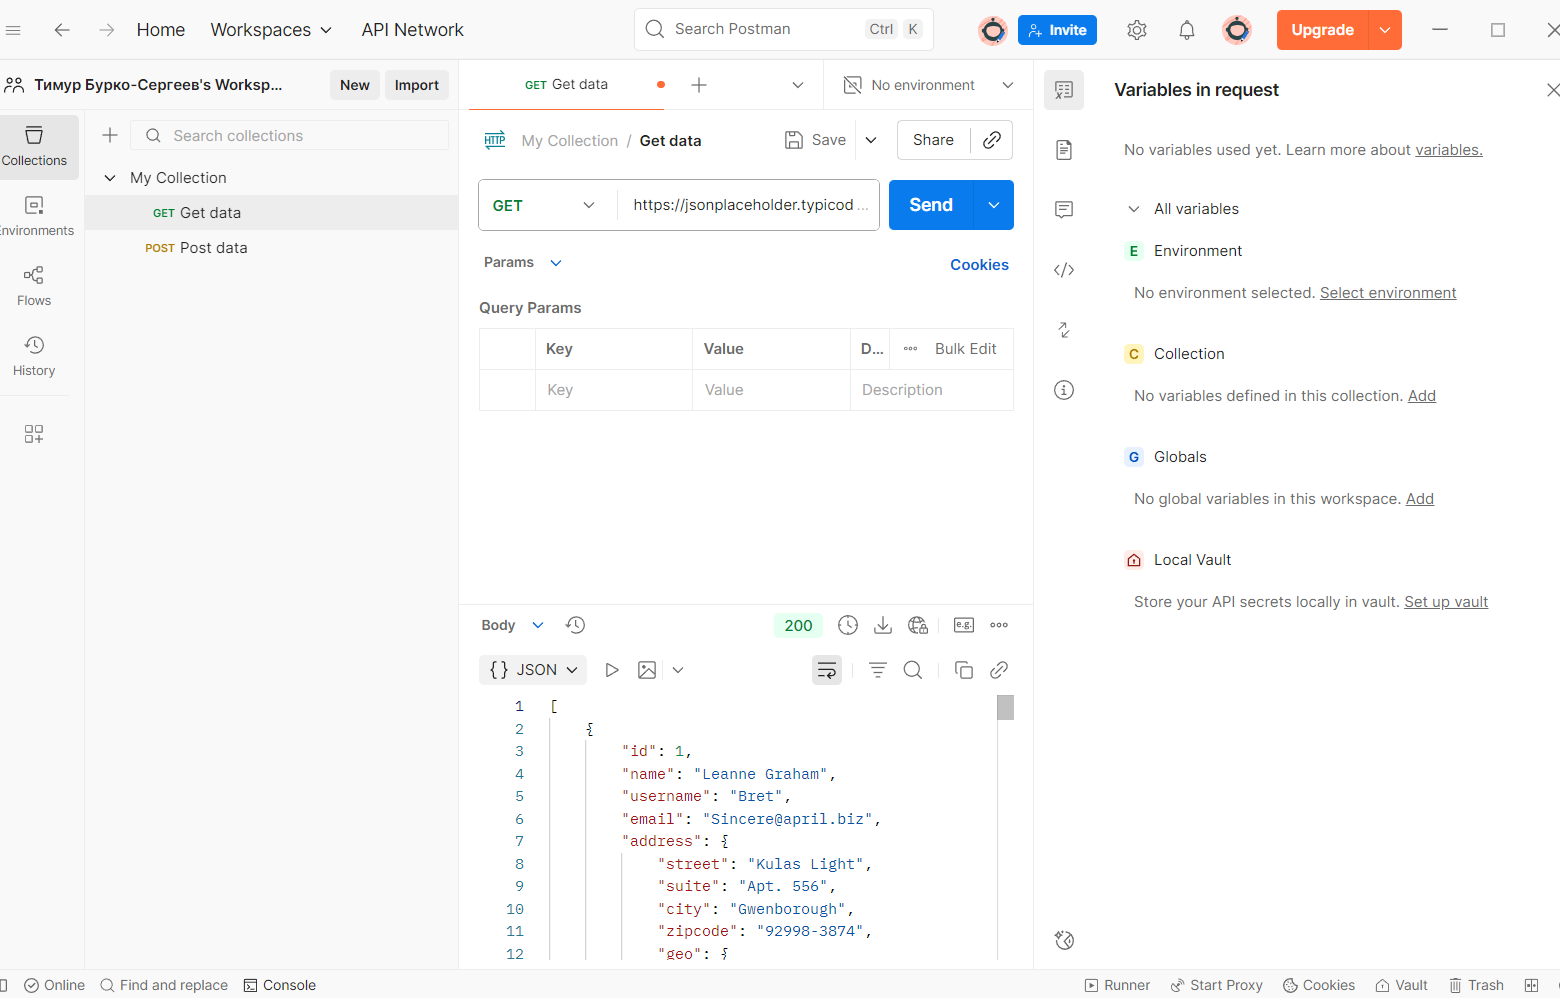 Home Workspaces API Network Search Postman Ctrl K Invite Upgrade
Тимур Бурко-Сергеев's Worksp... New Import GET Get data No environment Variables in request
Search collections
Collections
My Collection
GET Get data
POST Post data
nvironments
Flows
History
HTTP My Collection / Get data Save Share
GET https://jsonplaceholder.typicod ... Send
Params Cookies
Query Params
Key Value D... Bulk Edit
Key Value Description
Body 200 e.g.
{} JSON
1 [
2 {
3 "id": 1,
4 "name": "Leanne Graham",
5 "username": "Bret",
6 "email": "Sincere@april.biz",
7 "address": {
8 "street": "Kulas Light",
9 "suite": "Apt. 556",
10 "city": "Gwenborough",
11 "zipcode": "92998-3874",
12 "geo": {
No variables used yet. Learn more about variables.
All variables
E Environment
No environment selected. Select environment
C Collection
No variables defined in this collection. Add
G Globals
No global variables in this workspace. Add
Local Vault
Store your API secrets locally in vault. Set up vault
Online Find and replace Console Runner Start Proxy Cookies Vault Trash